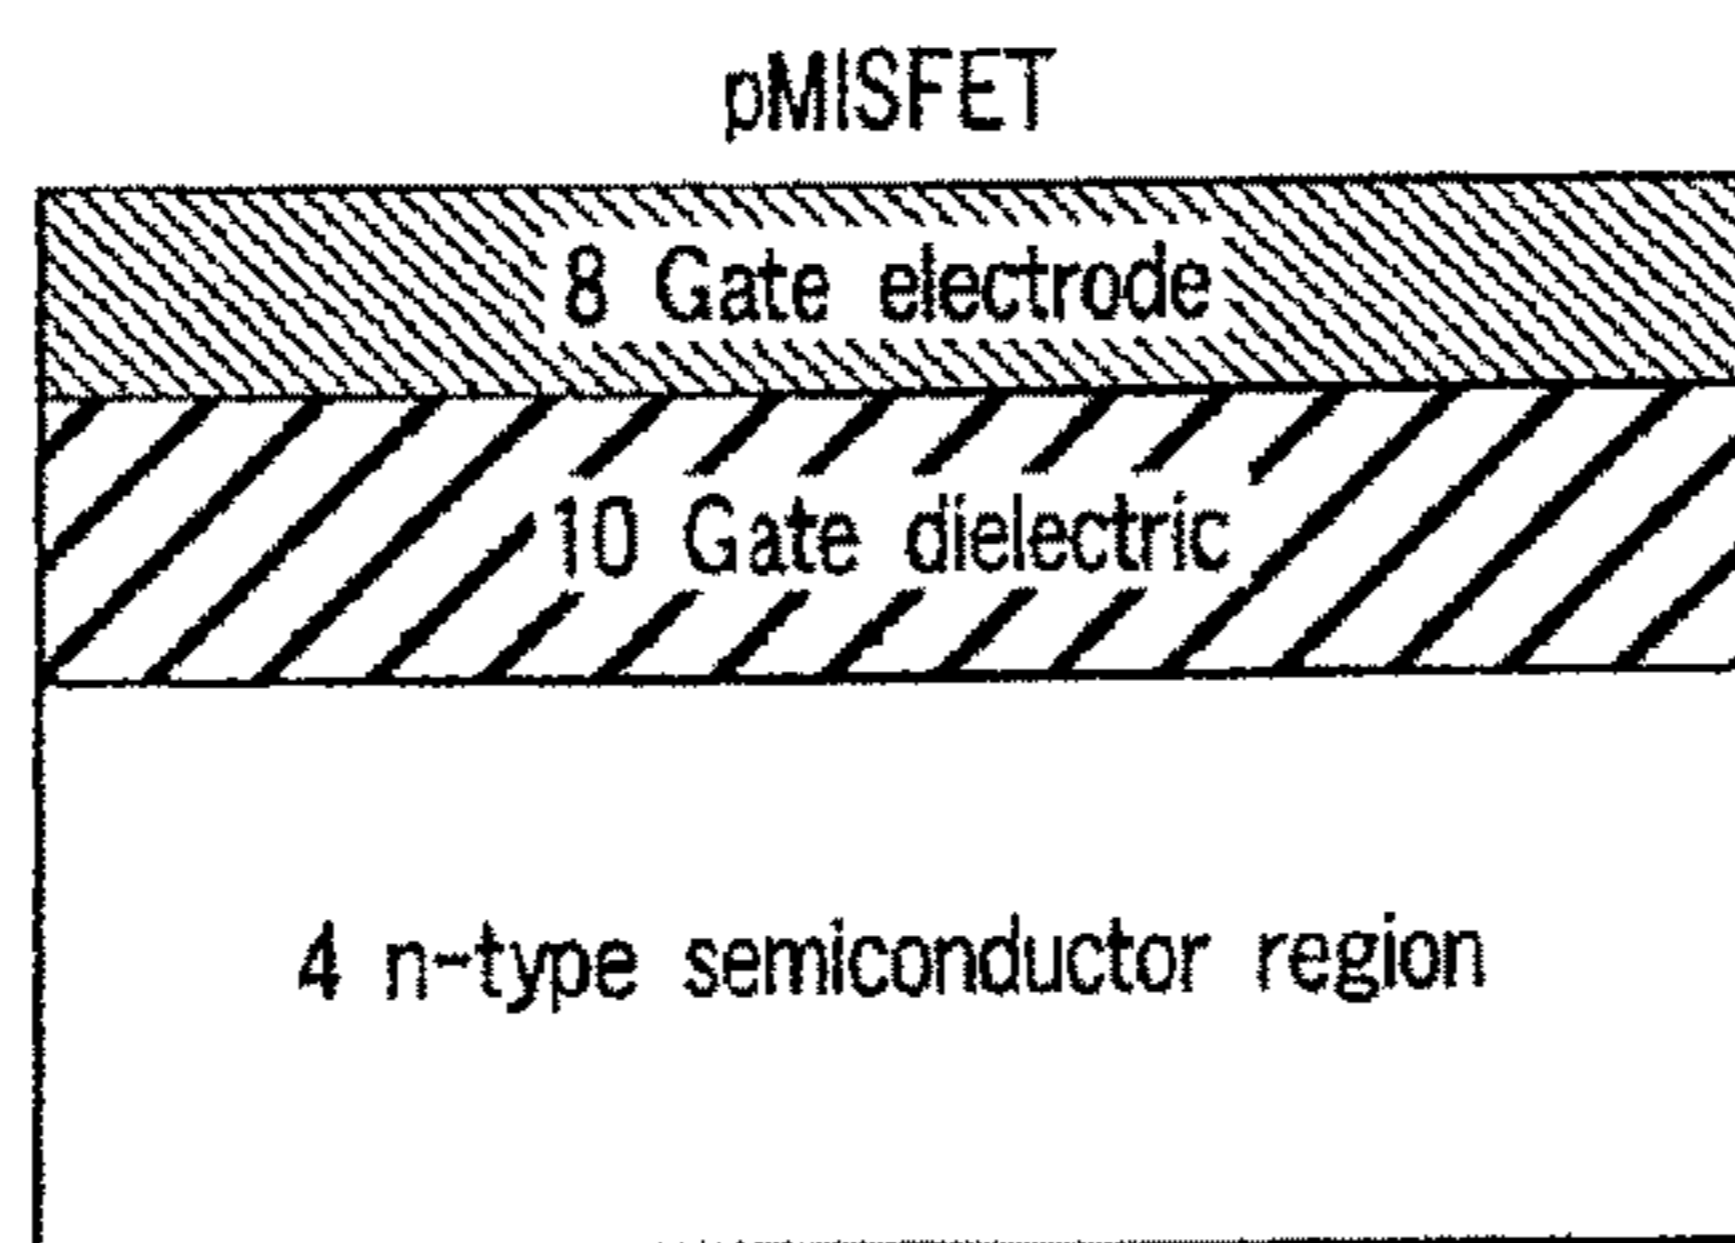 pMISFET
8 Gate electrode
10 Gate dielectric
4 n-type semiconductor region